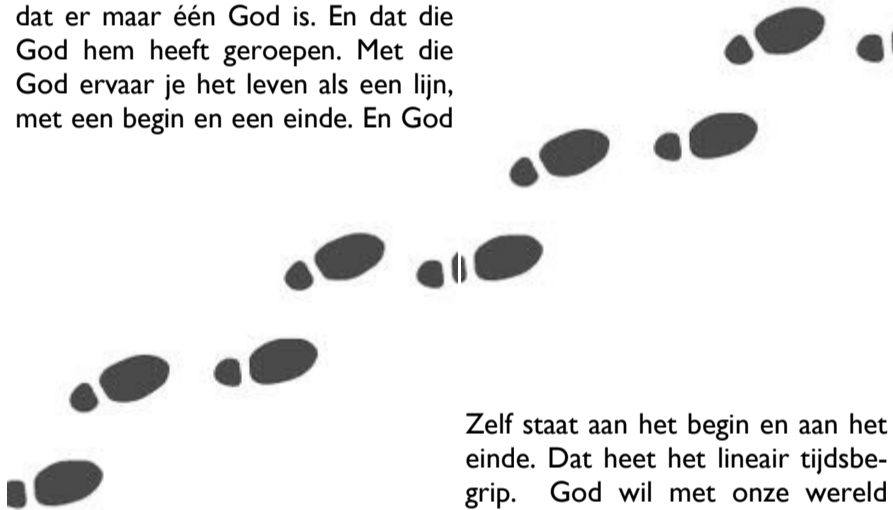 dat er maar één God is. En dat die
God hem heeft geroepen. Met die
God ervaar je het leven als een lijn,
met een begin en een einde. En God
Zelf staat aan het begin en aan het
einde. Dat heet het lineair tijdsbe-
grip. God wil met onze wereld